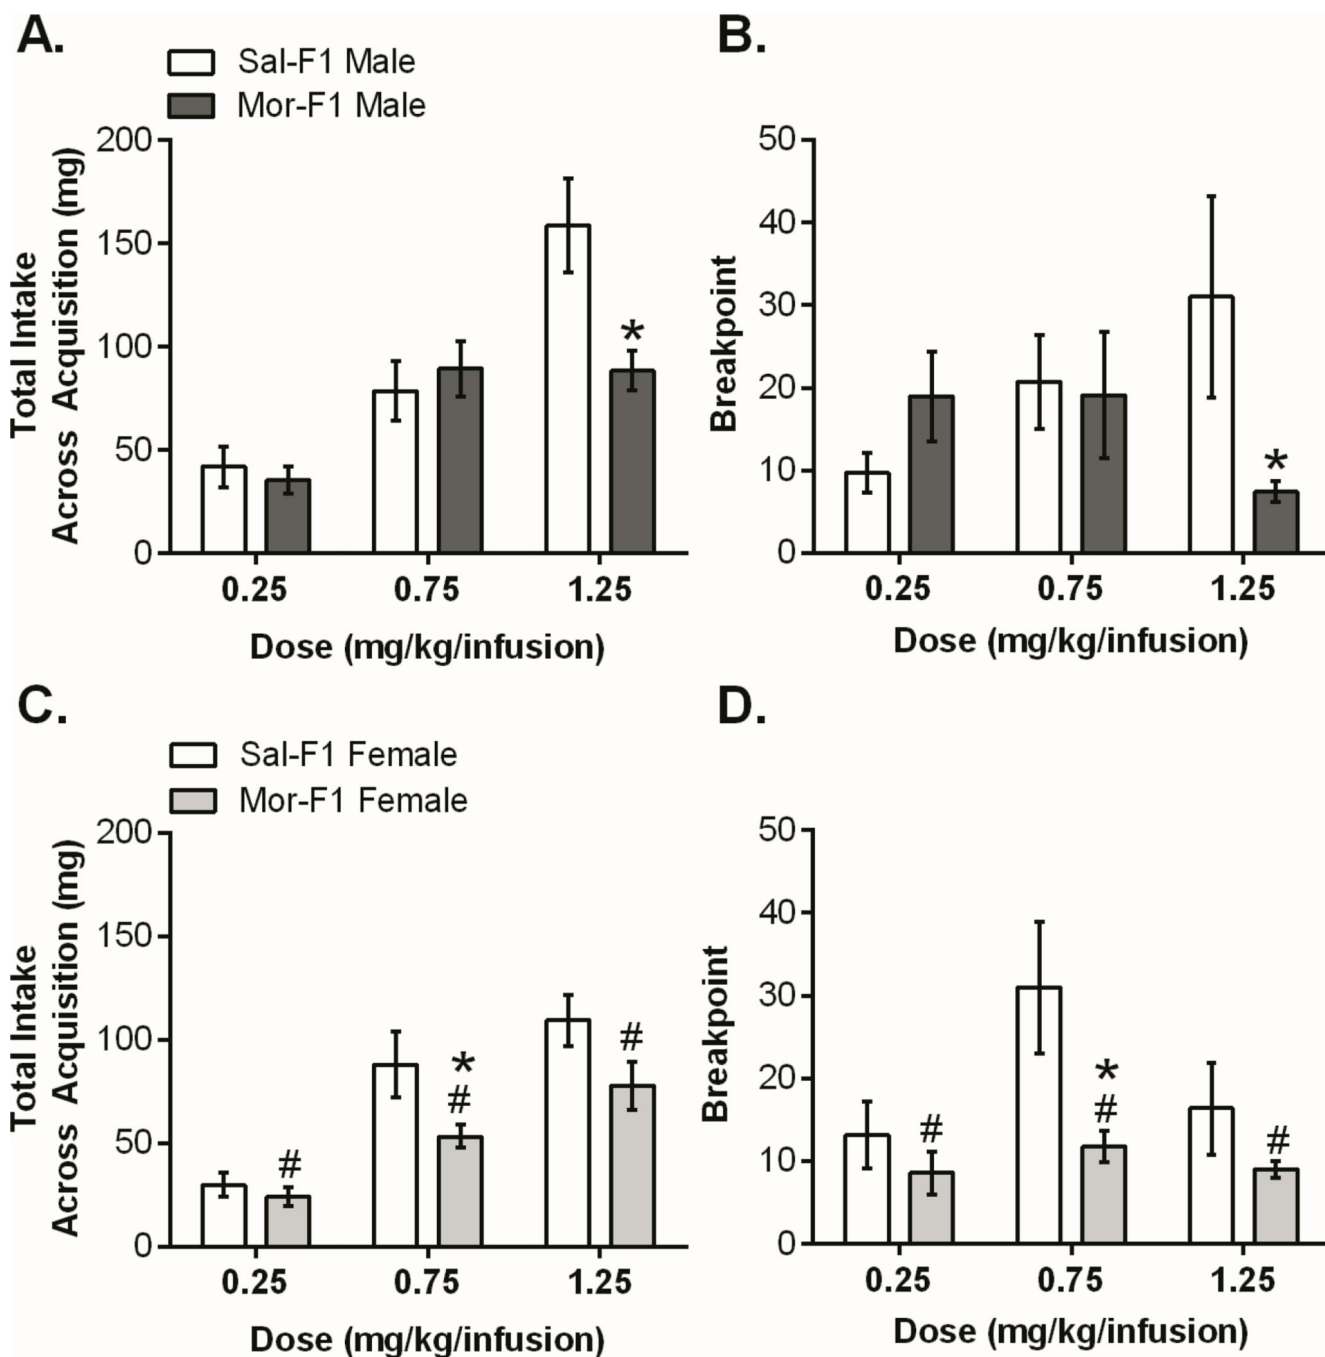 A.
Sal-F1 Male
Mor-F1 Male
Total Intake
Across Acquisition (mg)
200
150
100
50
0
*
0.25 0.75 1.25
Dose (mg/kg/infusion)
B.
Breakpoint
50
40
30
20
10
0
*
0.25 0.75 1.25
Dose (mg/kg/infusion)
C.
Sal-F1 Female
Mor-F1 Female
Total Intake
Across Acquisition (mg)
200
150
100
50
0
#
*
#
#
0.25 0.75 1.25
Dose (mg/kg/infusion)
D.
Breakpoint
50
40
30
20
10
0
#
*
#
#
0.25 0.75 1.25
Dose (mg/kg/infusion)